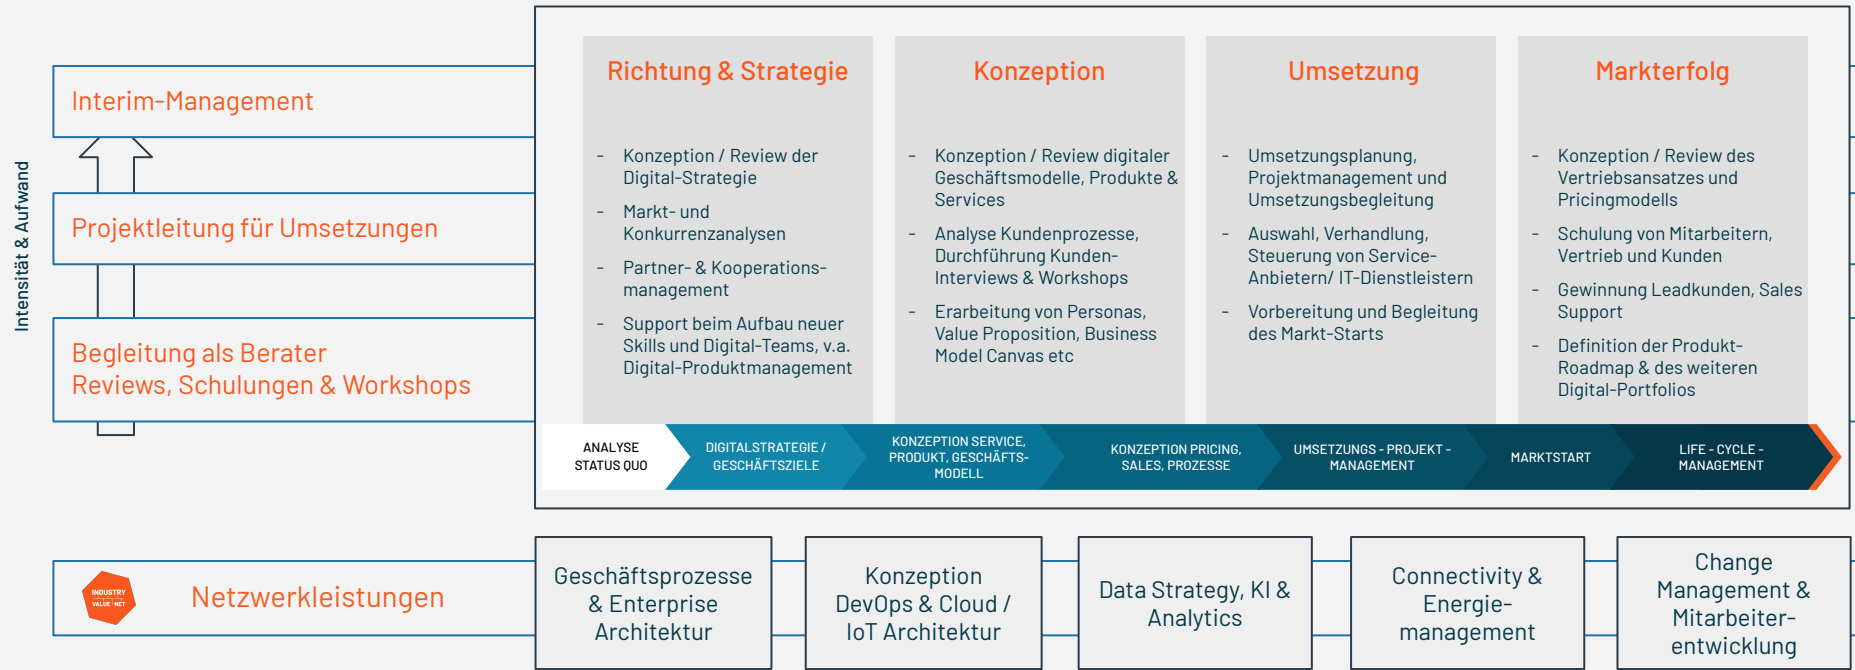 Intensität & Aufwand
Interim-Management
Projektleitung für Umsetzungen
Begleitung als Berater
Reviews, Schulungen & Workshops
Richtung & Strategie
- Konzeption / Review der
Digital-Strategie
- Markt- und
Konkurrenzanalysen
- Partner- & Kooperations-
management
- Support beim Aufbau neuer
Skills und Digital-Teams, v.a.
Digital-Produktmanagement
Konzeption
- Konzeption / Review digitaler
Geschäftsmodelle, Produkte &
Services
- Analyse Kundenprozesse,
Durchführung Kunden-
Interviews & Workshops
- Erarbeitung von Personas,
Value Proposition, Business
Model Canvas etc
Umsetzung
- Umsetzungsplanung,
Projektmanagement und
Umsetzungsbegleitung
- Auswahl, Verhandlung,
Steuerung von Service-
Anbietern/ IT-Dienstleistern
- Vorbereitung und Begleitung
des Markt-Starts
Markterfolg
- Konzeption / Review des
Vertriebsansatzes und
Pricingmodells
- Schulung von Mitarbeitern,
Vertrieb und Kunden
- Gewinnung Leadkunden, Sales
Support
- Definition der Produkt-
Roadmap & des weiteren
Digital-Portfolios
ANALYSE
STATUS QUO
DIGITALSTRATEGIE /
GESCHÄFTSZIELE
KONZEPTION SERVICE,
PRODUKT, GESCHÄFTS-
MODELL
KONZEPTION PRICING,
SALES, PROZESSE
UMSETZUNGS - PROJEKT -
MANAGEMENT
MARKTSTART
LIFE - CYCLE -
MANAGEMENT
INDUSTRY
VALUE NET
Netzwerkleistungen
Geschäftsprozesse
& Enterprise
Architektur
Konzeption
DevOps & Cloud /
IoT Architektur
Data Strategy, KI &
Analytics
Connectivity &
Energie-
management
Change
Management &
Mitarbeiter-
entwicklung